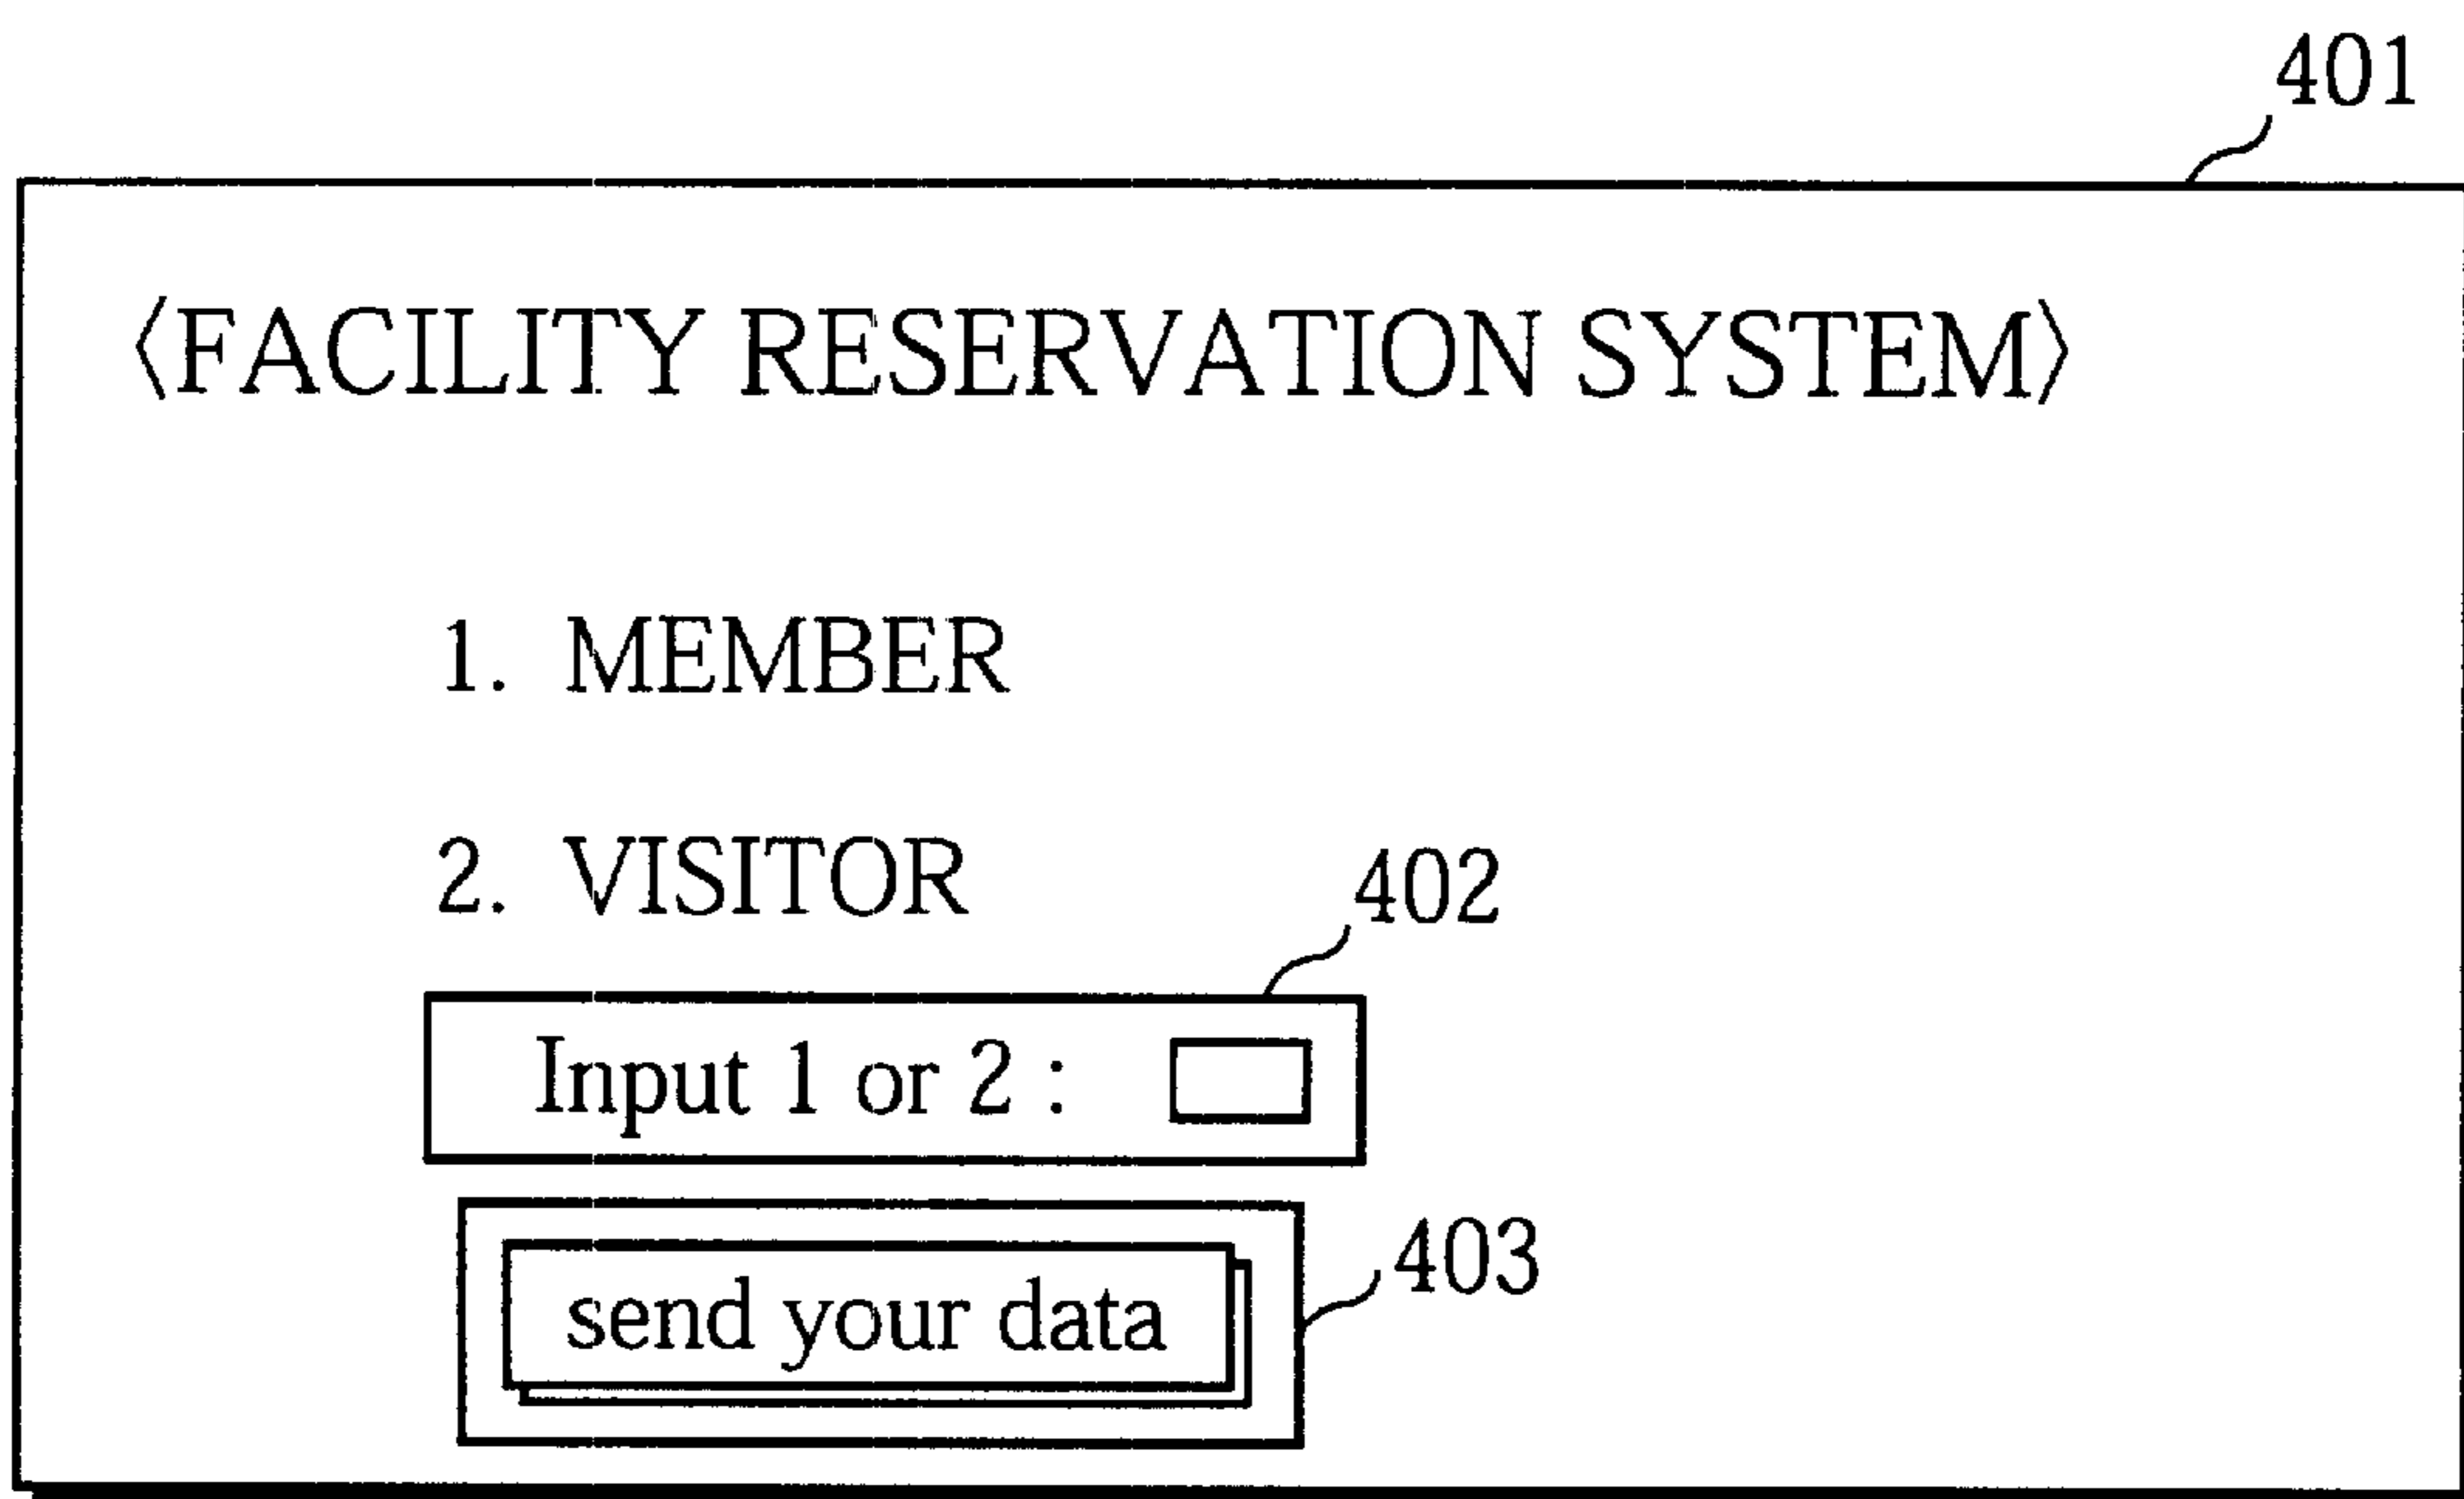 401
〈FACILITY RESERVATION SYSTEM〉
1. MEMBER
2. VISITOR
402
Input 1 or 2 :
403
send your data